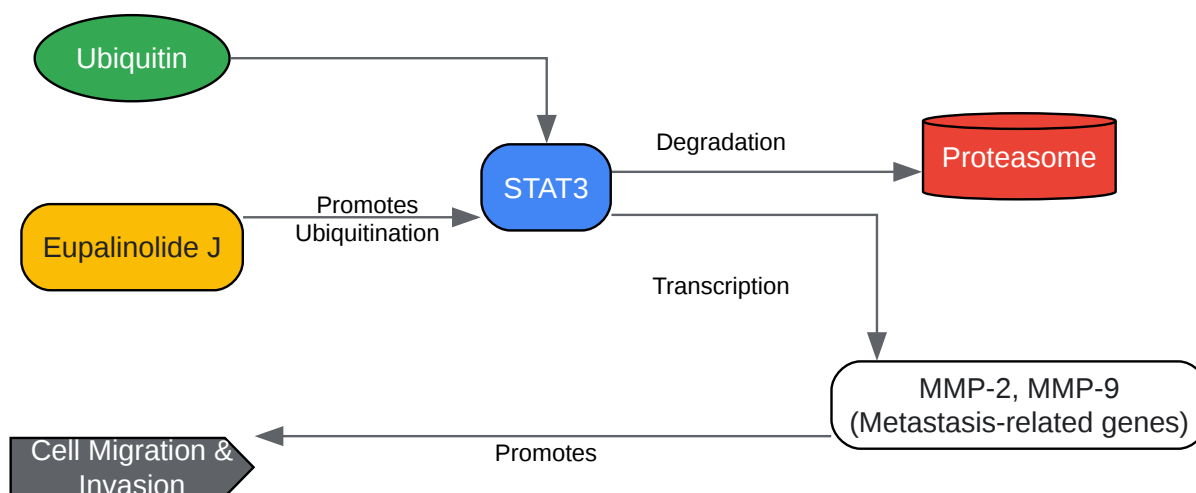 Ubiquitin
Degradation
Proteasome
STAT3
Promotes
Ubiquitination
Eupalinolide J
Transcription
MMP-2, MMP-9
(Metastasis-related genes)
Promotes
Cell Migration &
Invasion